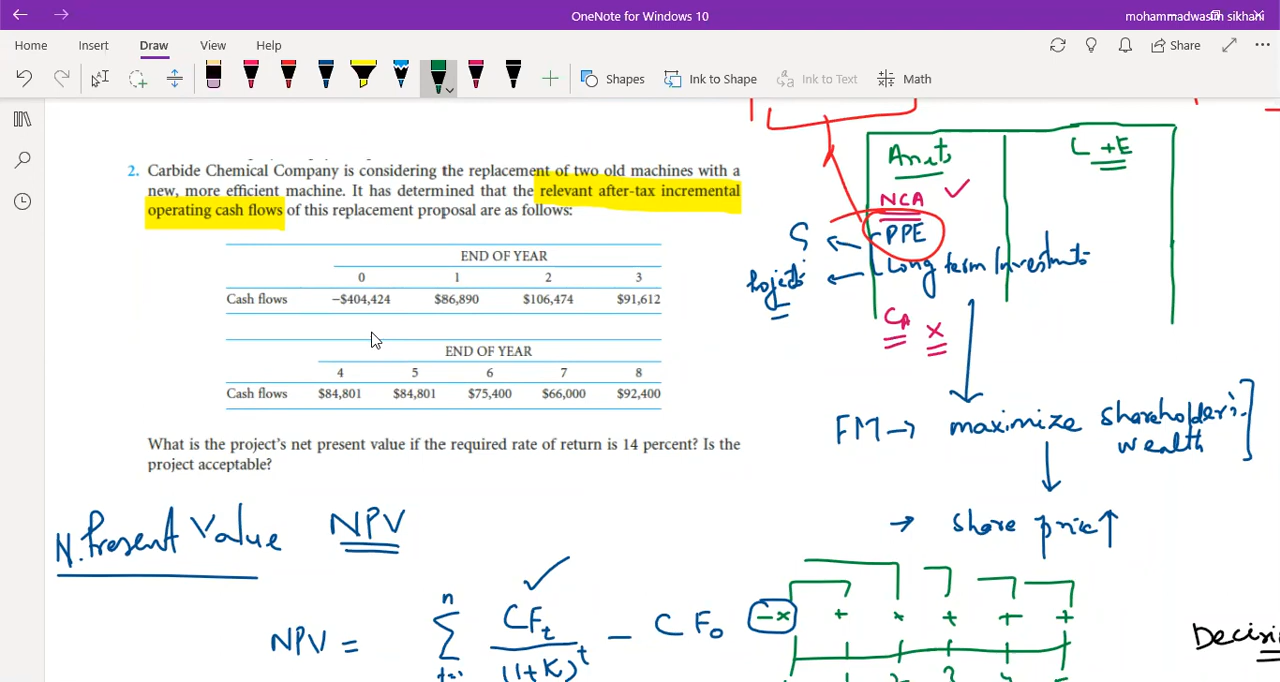 OneNote for Windows 10
mohammadwasim sikhani
Home Insert Draw View Help
Share
Shapes Ink to Shape Ink to Text Math
2. Carbide Chemical Company is considering the replacement of two old machines with a
new, more efficient machine. It has determined that the relevant after-tax incremental
operating cash flows of this replacement proposal are as follows:
END OF YEAR
0 1 2 3
Cash flows −$404,424 $86,890 $106,474 $91,612
END OF YEAR
4 5 6 7 8
Cash flows $84,801 $84,801 $75,400 $66,000 $92,400
What is the project's net present value if the required rate of return is 14 percent? Is the
project acceptable?
L + E
NCA
PPE
Long term Investments
Projects
CA X
FM → maximize shareholder's
wealth
→ share price ↑
N. Present Value NPV
NPV = n Σ t=1 CFt / (1+K)^t − CF0
−x + + + + +